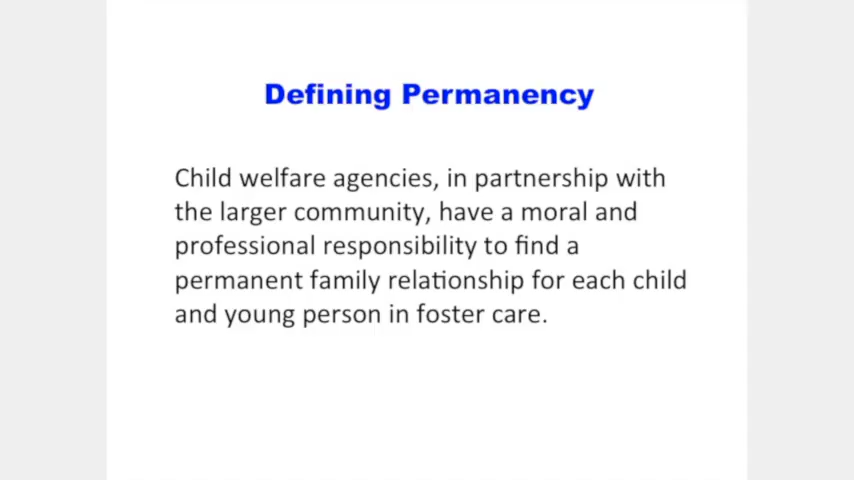 Defining Permanency
Child welfare agencies, in partnership with
the larger community, have a moral and
professional responsibility to find a
permanent family relationship for each child
and young person in foster care.